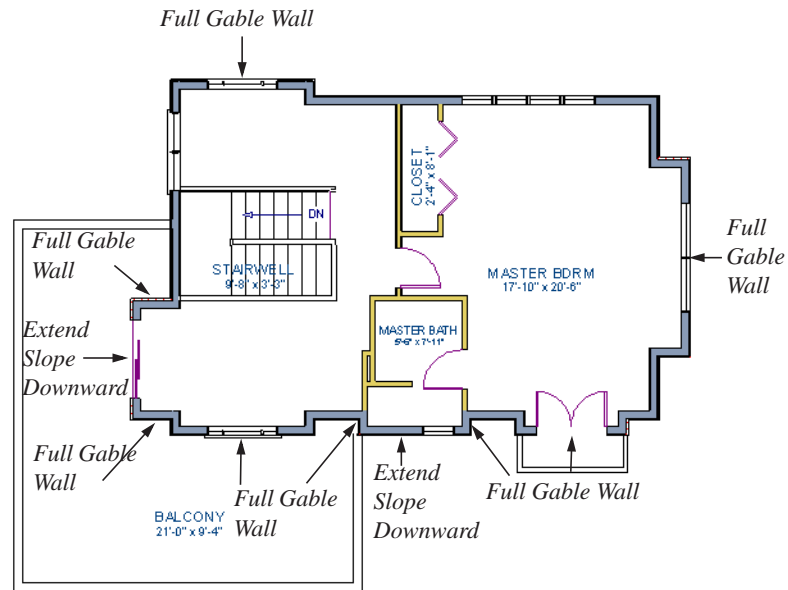 Full Gable Wall
CLOSET
2'-4" x 8'-1"
DN
Full Gable
Wall
STAIRWELL
9'-8" x 3'-3"
MASTER BDRM
17'-10" x 20'-6"
Full
Gable
Wall
Extend
Slope
Downward
MASTER BATH
5'-6" x 7'-11"
Full Gable
Wall
Full Gable
Wall
Extend
Slope
Downward
Full Gable Wall
BALCONY
21'-0" x 9'-4"